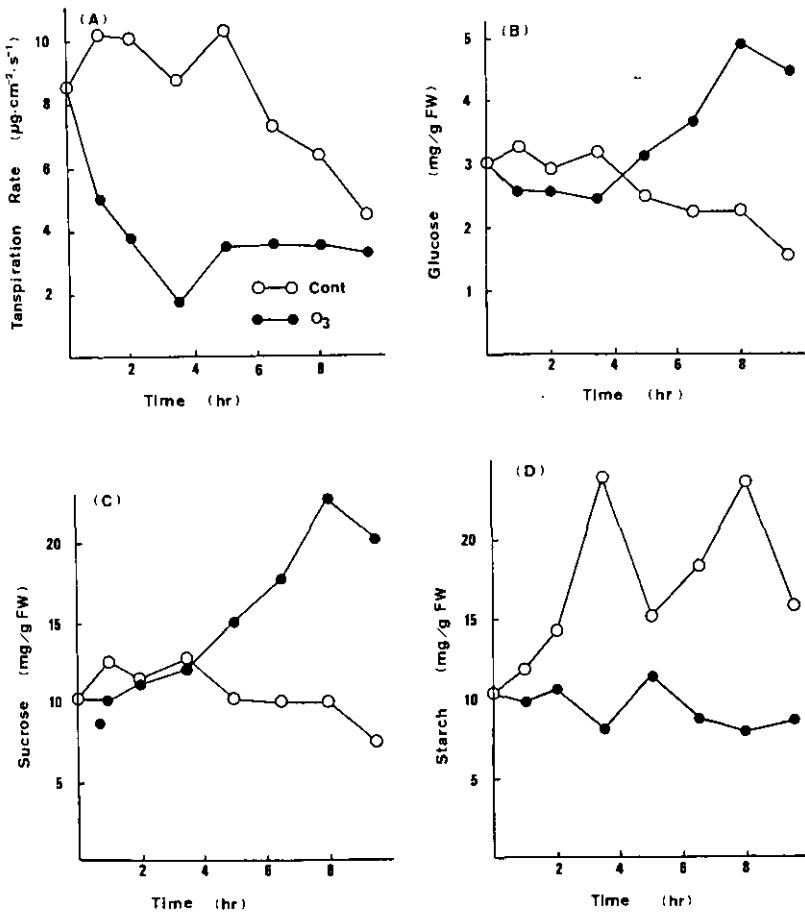 (A)
Tanspiration Rate (µg·cm⁻²·s⁻¹)
10
8
6
4
2
Cont
O₃
2 4 6 8
Time (hr)
(B)
Glucose (mg/g FW)
5
4
3
2
1
2 4 6 8
Time (hr)
(C)
Sucrose (mg/g FW)
20
15
10
5
2 4 6 8
Time (hr)
(D)
Starch (mg/g FW
20
15
10
5
2 4 6 8
Time (hr)